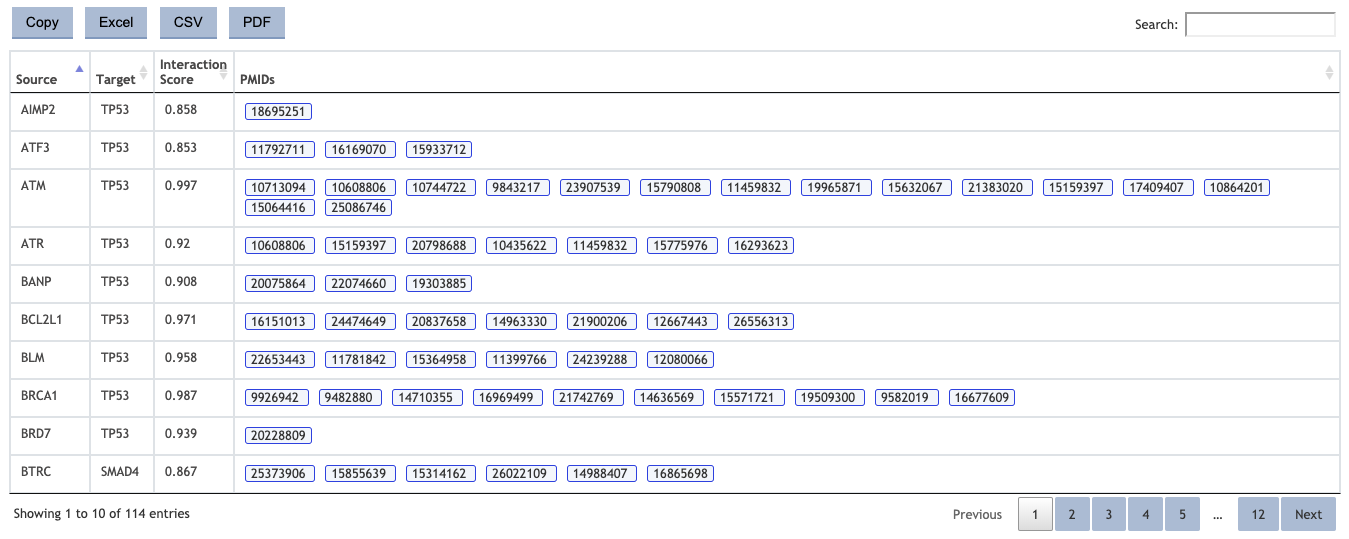 Copy Excel CSV PDF Search:
Source Target Interaction Score PMIDs
AIMP2 TP53 0.858 18695251
ATF3 TP53 0.853 11792711 16169070 15933712
ATM TP53 0.997 10713094 10608806 10744722 9843217 23907539 15790808 11459832 19965871 15632067 21383020 15159397 17409407 10864201
15064416 25086746
ATR TP53 0.92 10608806 15159397 20798688 10435622 11459832 15775976 16293623
BANP TP53 0.908 20075864 22074660 19303885
BCL2L1 TP53 0.971 16151013 24474649 20837658 14963330 21900206 12667443 26556313
BLM TP53 0.958 22653443 11781842 15364958 11399766 24239288 12080066
BRCA1 TP53 0.987 9926942 9482880 14710355 16969499 21742769 14636569 15571721 19509300 9582019 16677609
BRD7 TP53 0.939 20228809
BTRC SMAD4 0.867 25373906 15855639 15314162 26022109 14988407 16865698
Showing 1 to 10 of 114 entries Previous 1 2 3 4 5 … 12 Next